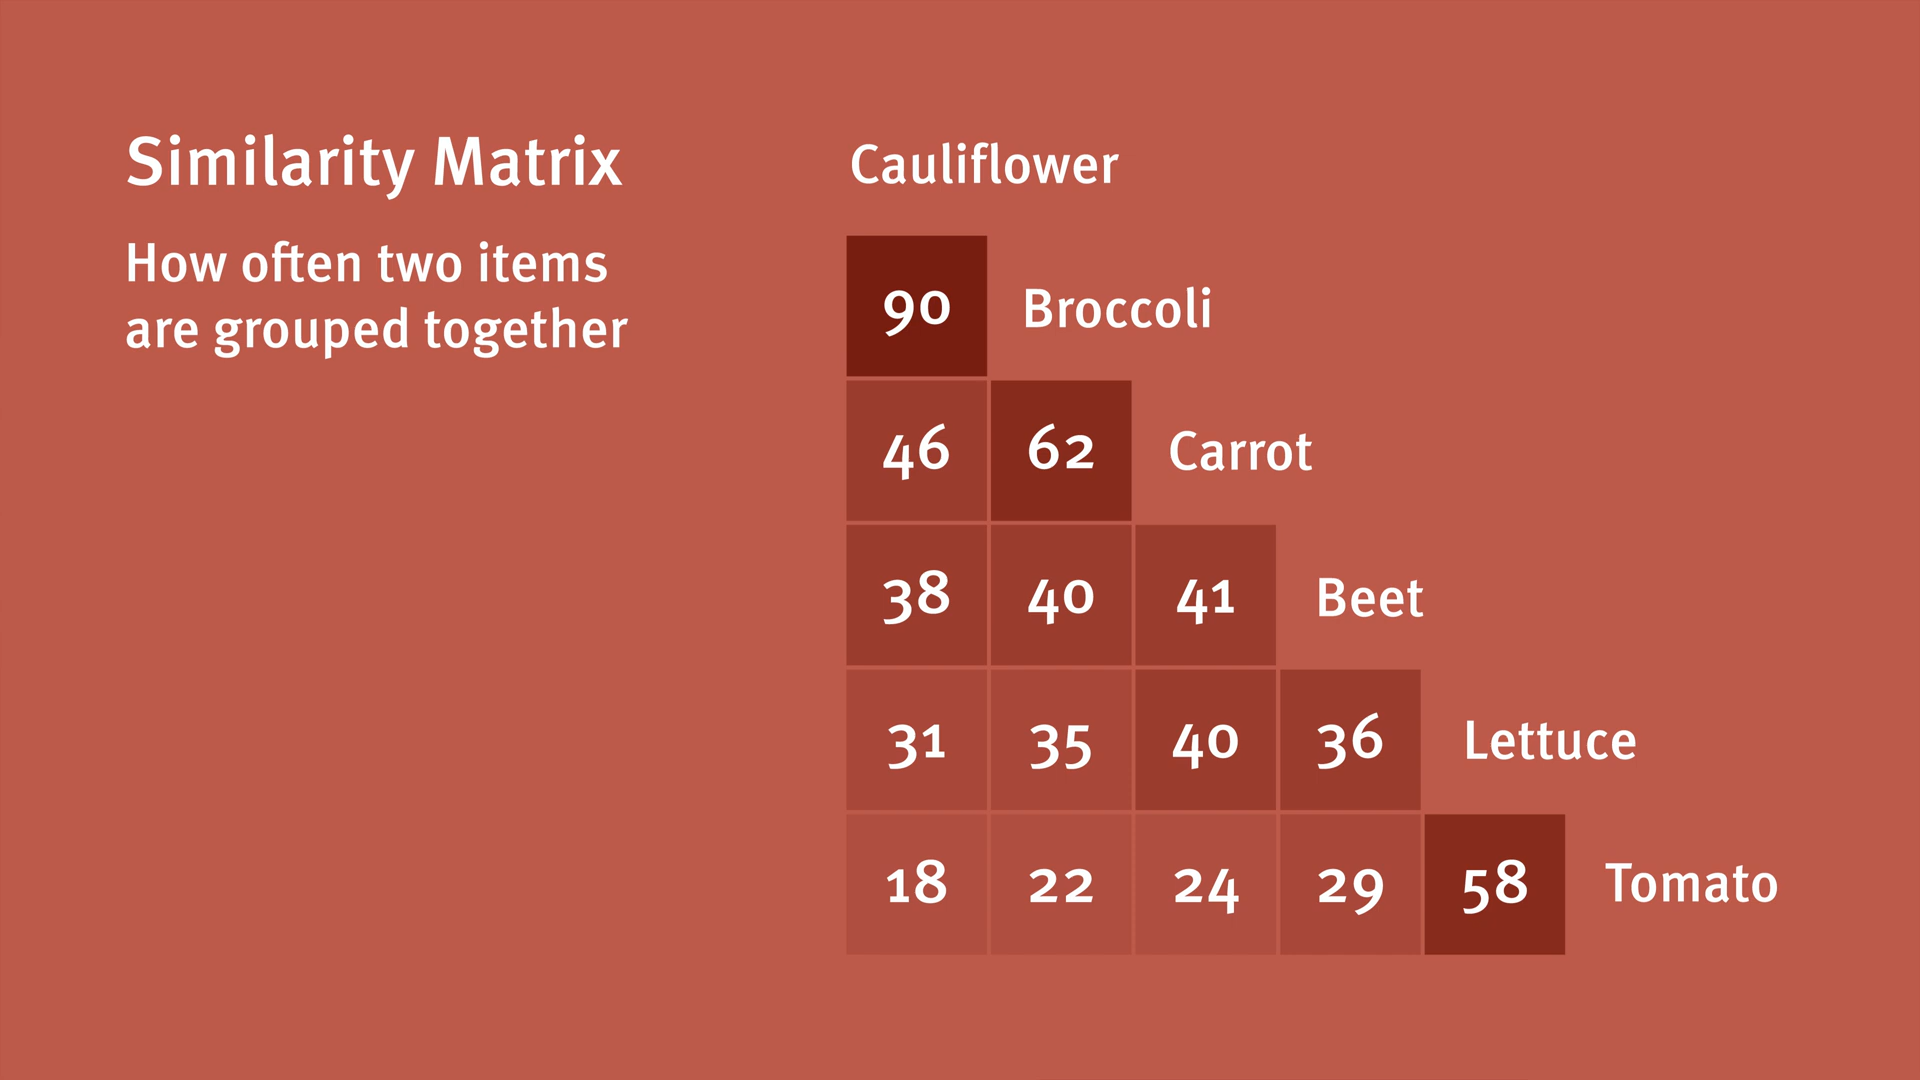 Similarity Matrix
How often two items
are grouped together
Cauliflower
90 Broccoli
46 62 Carrot
38 40 41 Beet
31 35 40 36 Lettuce
18 22 24 29 58 Tomato